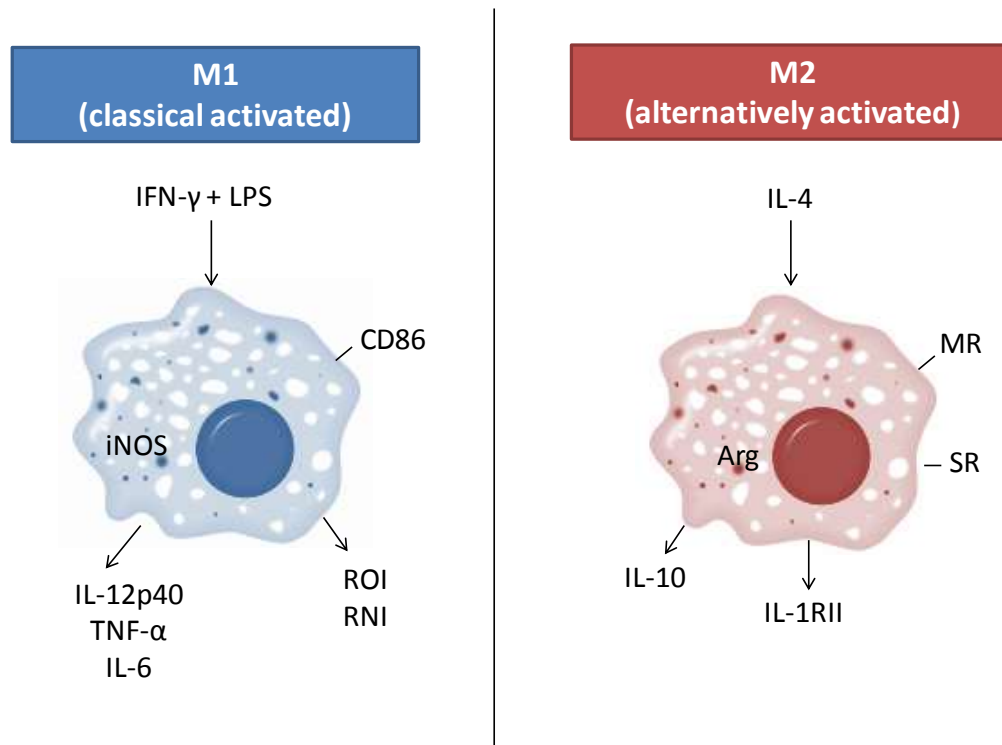 M1
(classical activated)
IFN-γ + LPS
CD86
iNOS
IL-12p40
TNF-α
IL-6
ROI
RNI
M2
(alternatively activated)
IL-4
MR
Arg
SR
IL-10
IL-1RII